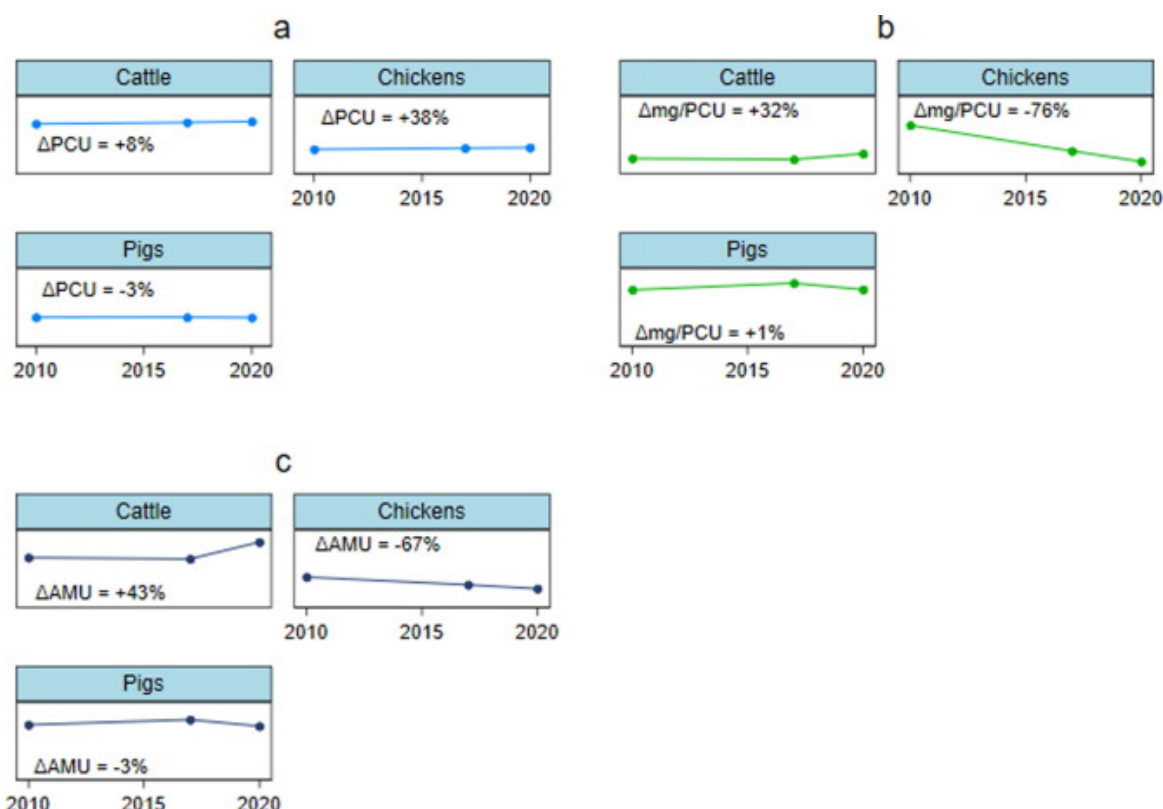 a
Cattle
Chickens
ΔPCU = +8%
ΔPCU = +38%
2010 2015 2020
Pigs
ΔPCU = -3%
2010 2015 2020
b
Cattle
Chickens
Δmg/PCU = +32%
Δmg/PCU = -76%
2010 2015 2020
Pigs
Δmg/PCU = +1%
2010 2015 2020
c
Cattle
Chickens
ΔAMU = +43%
ΔAMU = -67%
2010 2015 2020
Pigs
ΔAMU = -3%
2010 2015 2020